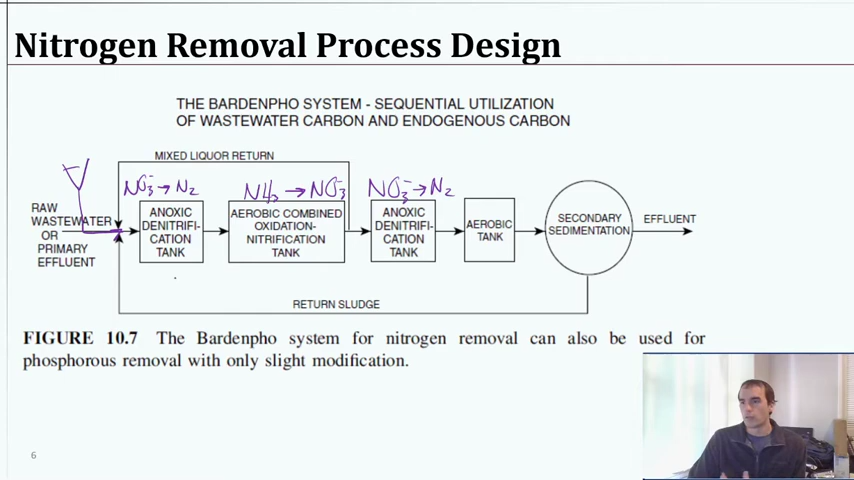 Nitrogen Removal Process Design
THE BARDENPHO SYSTEM - SEQUENTIAL UTILIZATION
OF WASTEWATER CARBON AND ENDOGENOUS CARBON
MIXED LIQUOR RETURN
NO₃⁻→N₂
NH₃→NO₃⁻
NO₃⁻→N₂
RAW
WASTEWATER
OR
PRIMARY
EFFLUENT
ANOXIC
DENITRIFI-
CATION
TANK
AEROBIC COMBINED
OXIDATION-
NITRIFICATION
TANK
ANOXIC
DENITRIFI-
CATION
TANK
AEROBIC
TANK
SECONDARY
SEDIMENTATION
EFFLUENT
RETURN SLUDGE
FIGURE 10.7 The Bardenpho system for nitrogen removal can also be used for
phosphorous removal with only slight modification.
6